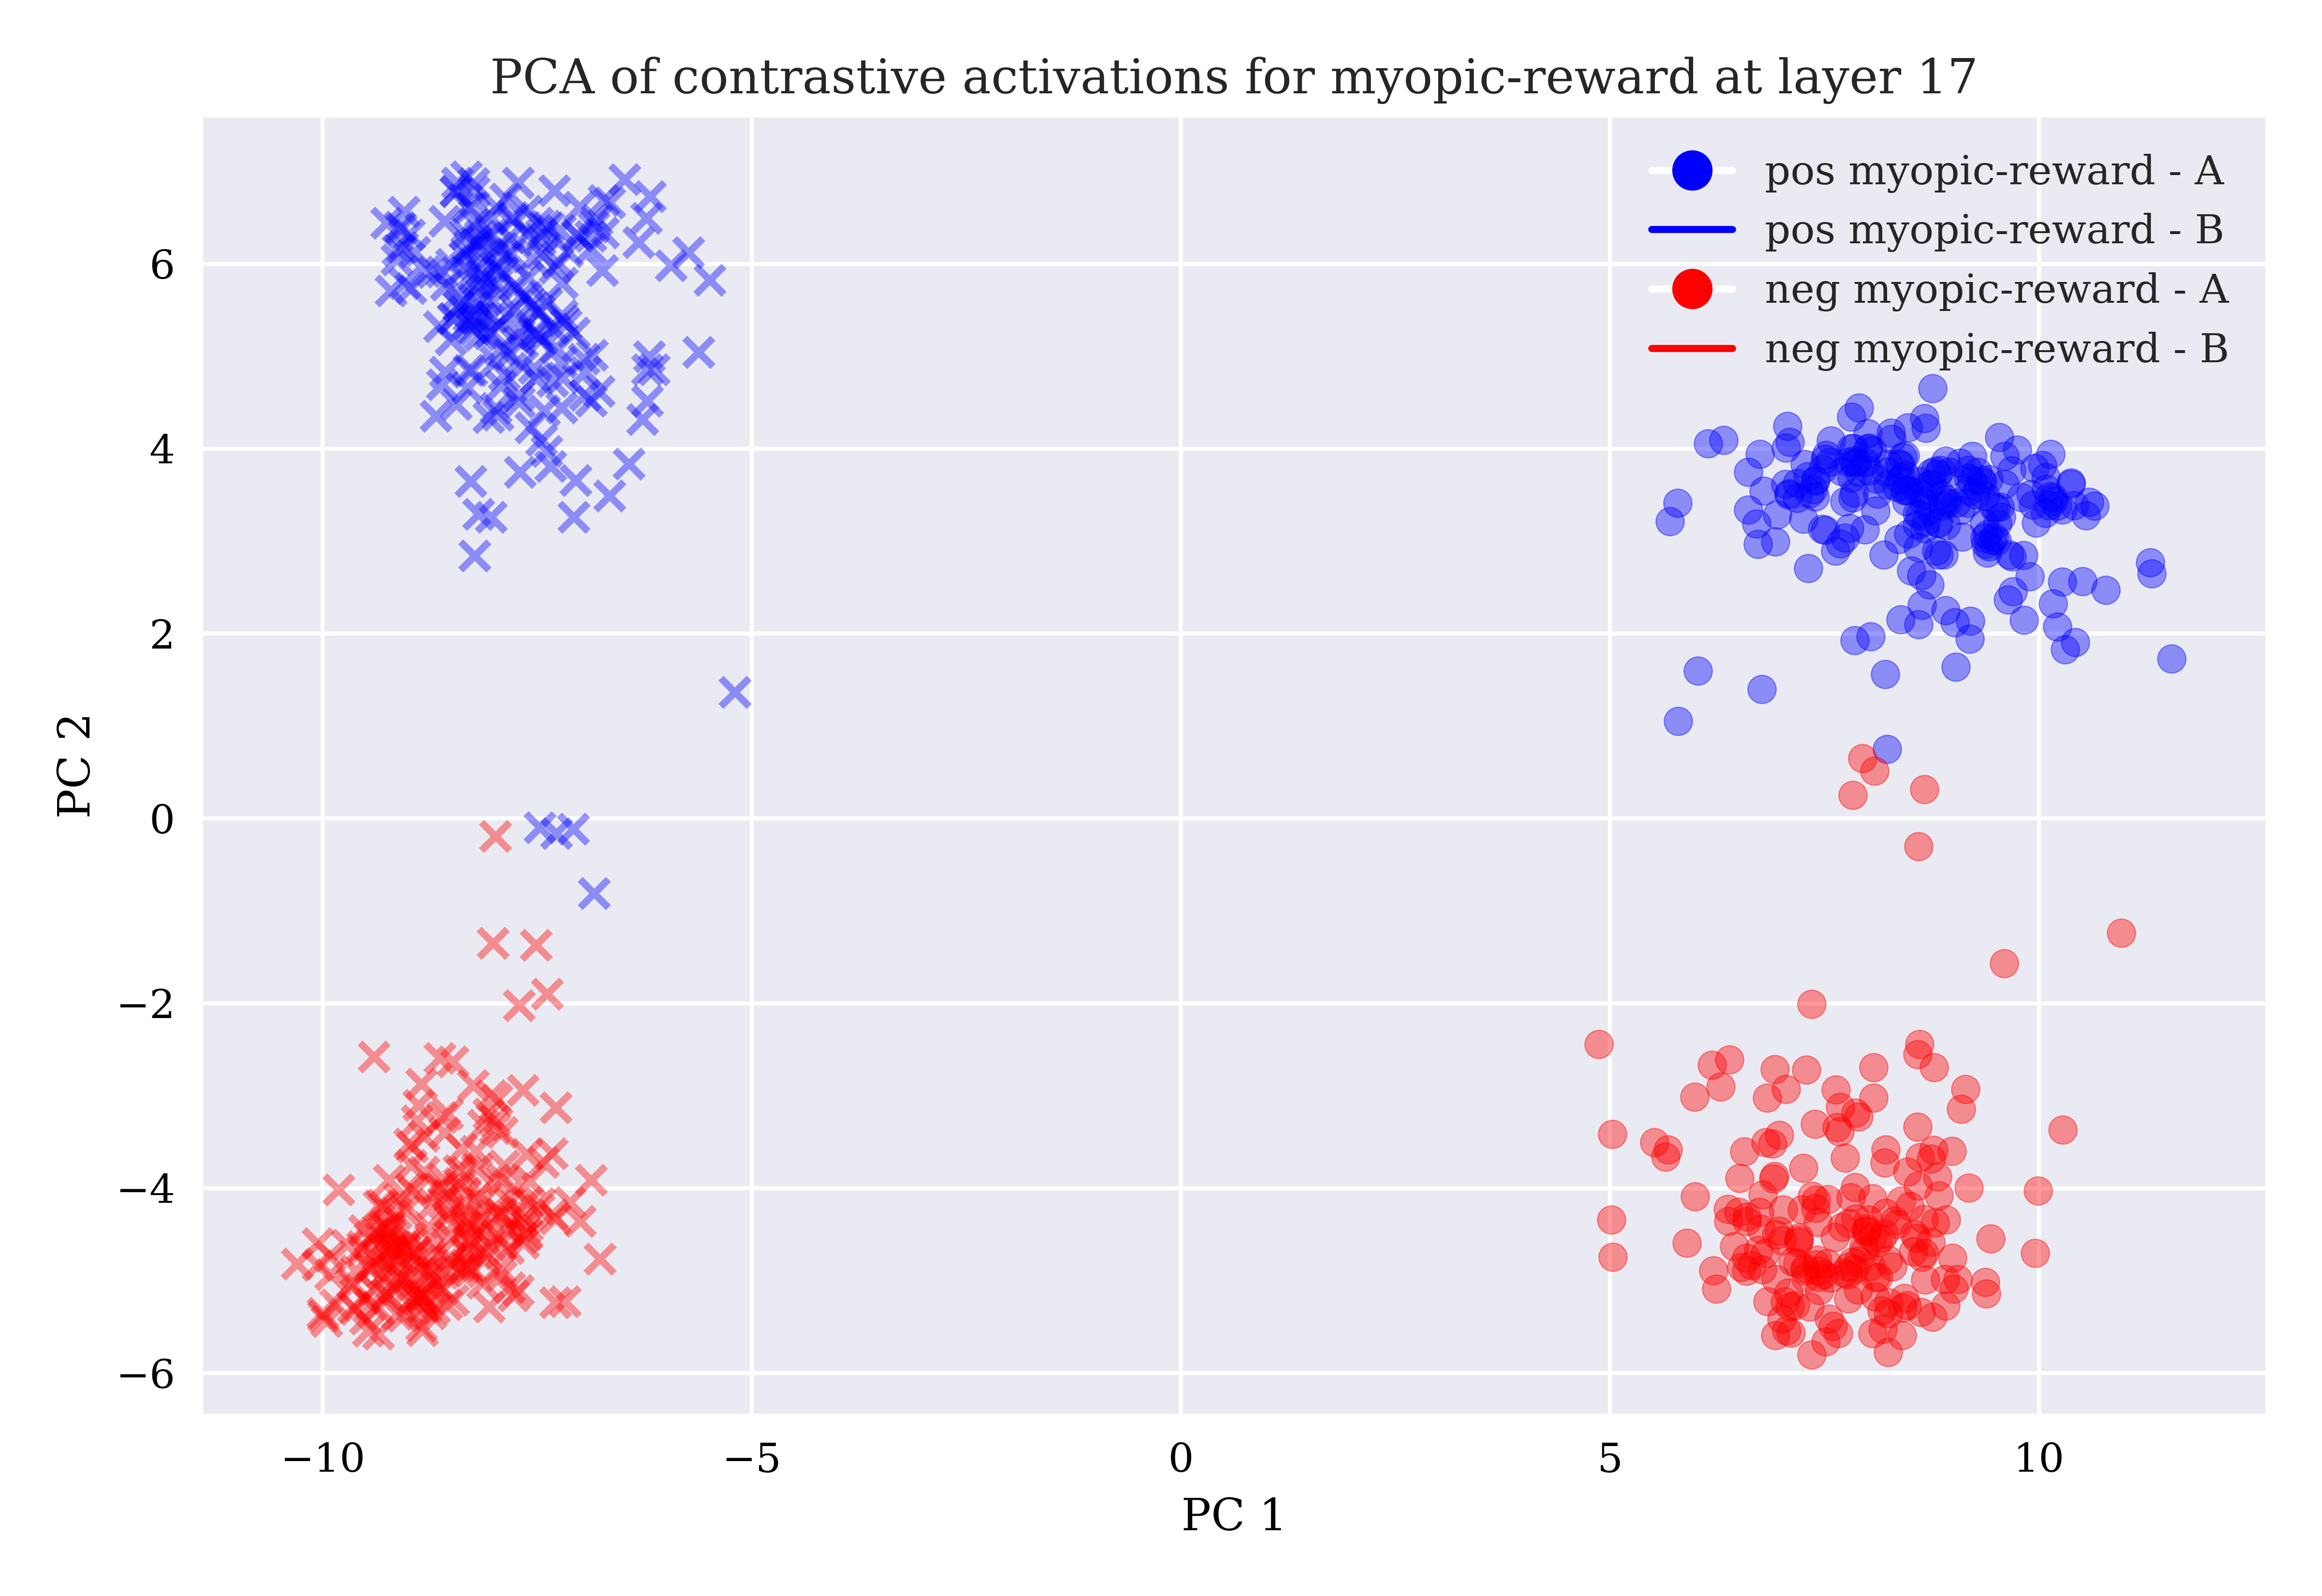 PCA of contrastive activations for myopic-reward at layer 17
pos myopic-reward - A
pos myopic-reward - B
neg myopic-reward - A
neg myopic-reward - B
6
4
2
0
−2
−4
−6
PC 2
−10
−5
0
5
10
PC 1